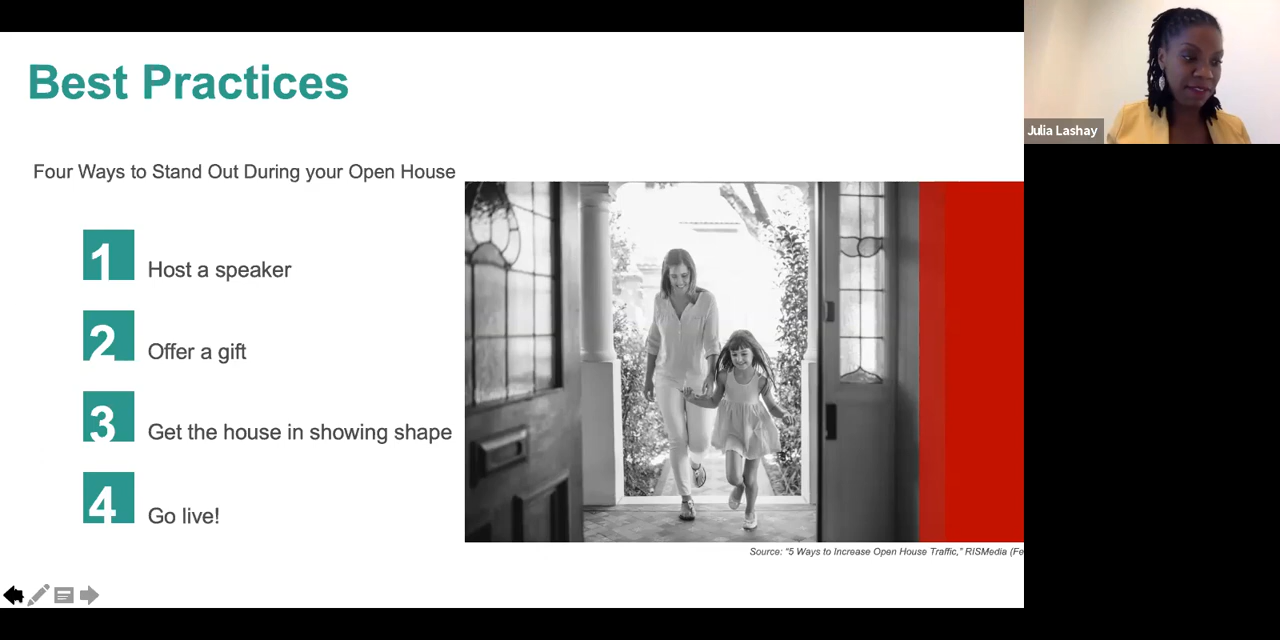 Best Practices
Four Ways to Stand Out During your Open House
1 Host a speaker
2 Offer a gift
3 Get the house in showing shape
4 Go live!
Source: “5 Ways to Increase Open House Traffic,” RISMedia (Fe
Julia Lashay